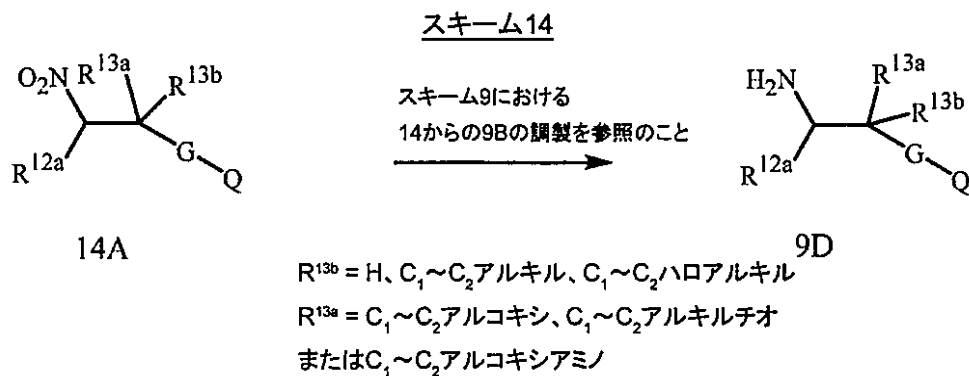 スキーム14
O₂N R¹³ᵃ R¹³ᵇ
R¹²ᵃ G Q
14A
スキーム9における
14からの9Bの調製を参照のこと
H₂N R¹³ᵃ
R¹³ᵇ
R¹²ᵃ G Q
9D
R¹³ᵇ = H、C₁~C₂アルキル、C₁~C₂ハロアルキル
R¹³ᵃ = C₁~C₂アルコキシ、C₁~C₂アルキルチオ
またはC₁~C₂アルコキシアミノ